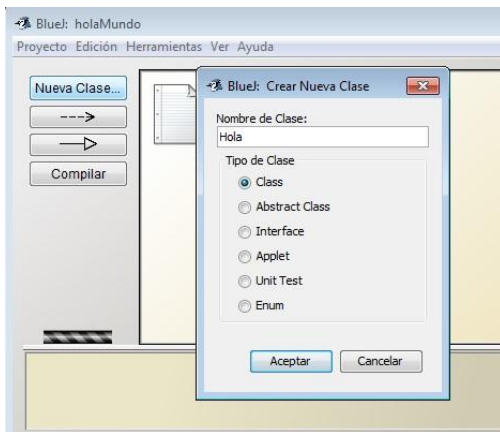 BlueJ: holaMundo
Proyecto Edición Herramientas Ver Ayuda
Nueva Clase...
Compilar
BlueJ: Crear Nueva Clase
Nombre de Clase:
Hola
Tipo de Clase
Class
Abstract Class
Interface
Applet
Unit Test
Enum
Aceptar Cancelar